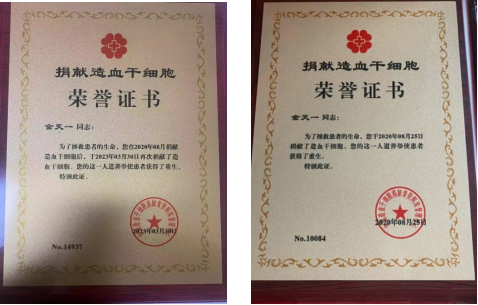 捐献造血干细胞
荣誉证书
金天一 同志:
为了拯救患者的生命,您在2020年08月捐献
造血干细胞后,于2023年03月30日再次捐献了造
血干细胞。您的这一人道善举使患者获得了重生。
特颁此证。
2023年03月30日
No.14937
捐献造血干细胞
荣誉证书
金天一 同志:
为了拯救患者的生命,您于2020年08月25日
捐献了造血干细胞。您的这一人道善举使患者
获得了重生。
特颁此证。
2020年08月25日
No.10084